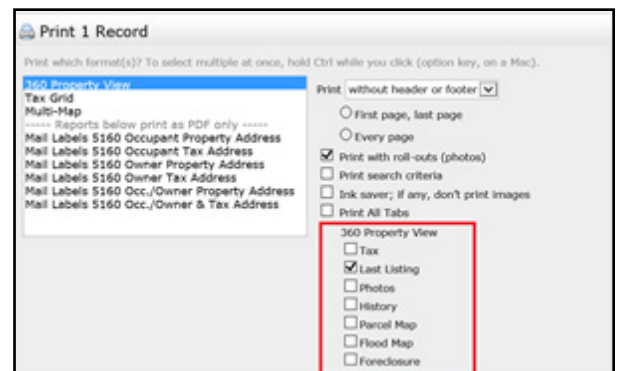 Print 1 Record
Print which format(s)? To select multiple at once, hold Ctrl while you click (option key, on a Mac).
360 Property View
Tax Grid
Multi-Map
----- Reports below print as PDF only -----
Mail Labels 5160 Occupant Property Address
Mail Labels 5160 Occupant Tax Address
Mail Labels 5160 Owner Property Address
Mail Labels 5160 Owner Tax Address
Mail Labels 5160 Occ./Owner Property Address
Mail Labels 5160 Occ./Owner & Tax Address
Print without header or footer
First page, last page
Every page
Print with roll-outs (photos)
Print search criteria
Ink saver; if any, don't print images
Print All Tabs
360 Property View
Tax
Last Listing
Photos
History
Parcel Map
Flood Map
Foreclosure